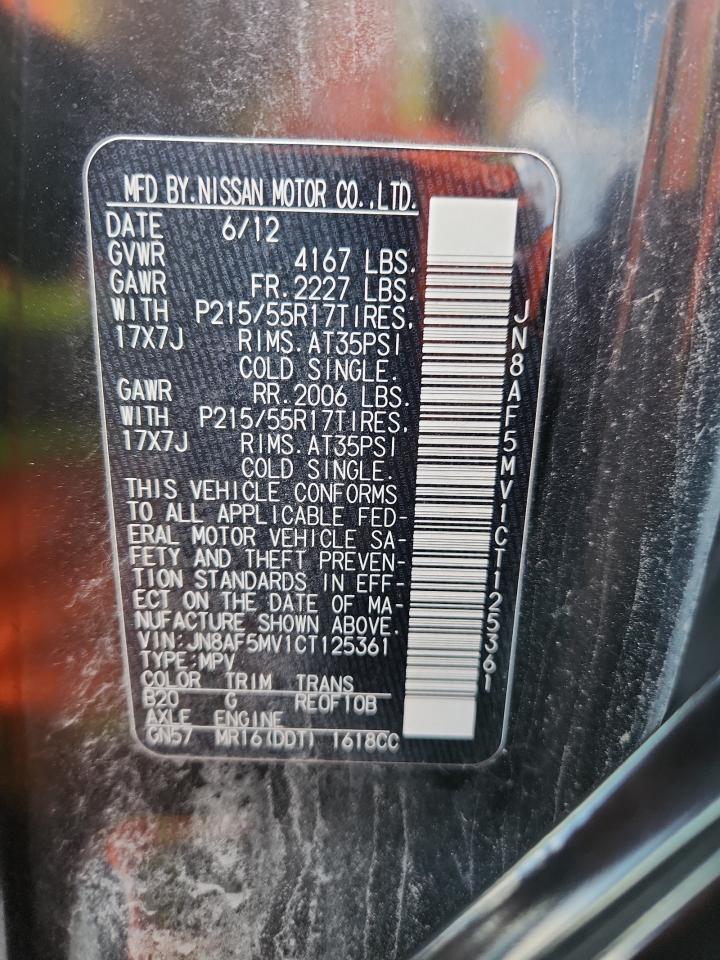 MFD BY.NISSAN MOTOR CO.,LTD.
DATE 6/12
GVWR 4167 LBS.
GAWR FR.2227 LBS.
WITH P215/55R17TIRES,
17X7J RIMS.AT35PSI
COLD SINGLE.
GAWR RR.2006 LBS.
WITH P215/55R17TIRES,
17X7J RIMS.AT35PSI
COLD SINGLE.
THIS VEHICLE CONFORMS
TO ALL APPLICABLE FED-
ERAL MOTOR VEHICLE SA-
FETY AND THEFT PREVEN-
TION STANDARDS IN EFF-
ECT ON THE DATE OF MA-
NUFACTURE SHOWN ABOVE.
VIN:JN8AF5MV1CT125361
TYPE:MPV
COLOR TRIM TRANS
B20 G RE0F10B
AXLE ENGINE
GN57 MR16(DDT) 1618CC
JN8AF5MV1CT125361